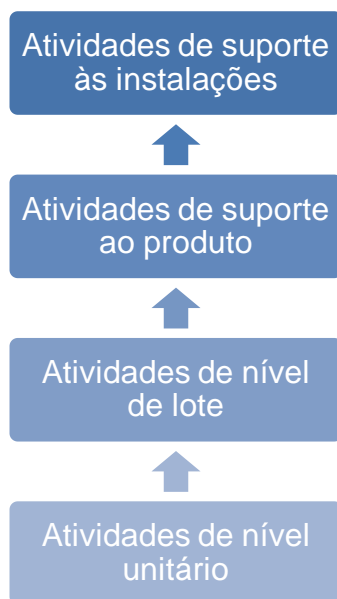 Atividades de suporte
às instalações
Atividades de suporte
ao produto
Atividades de nível
de lote
Atividades de nível
unitário